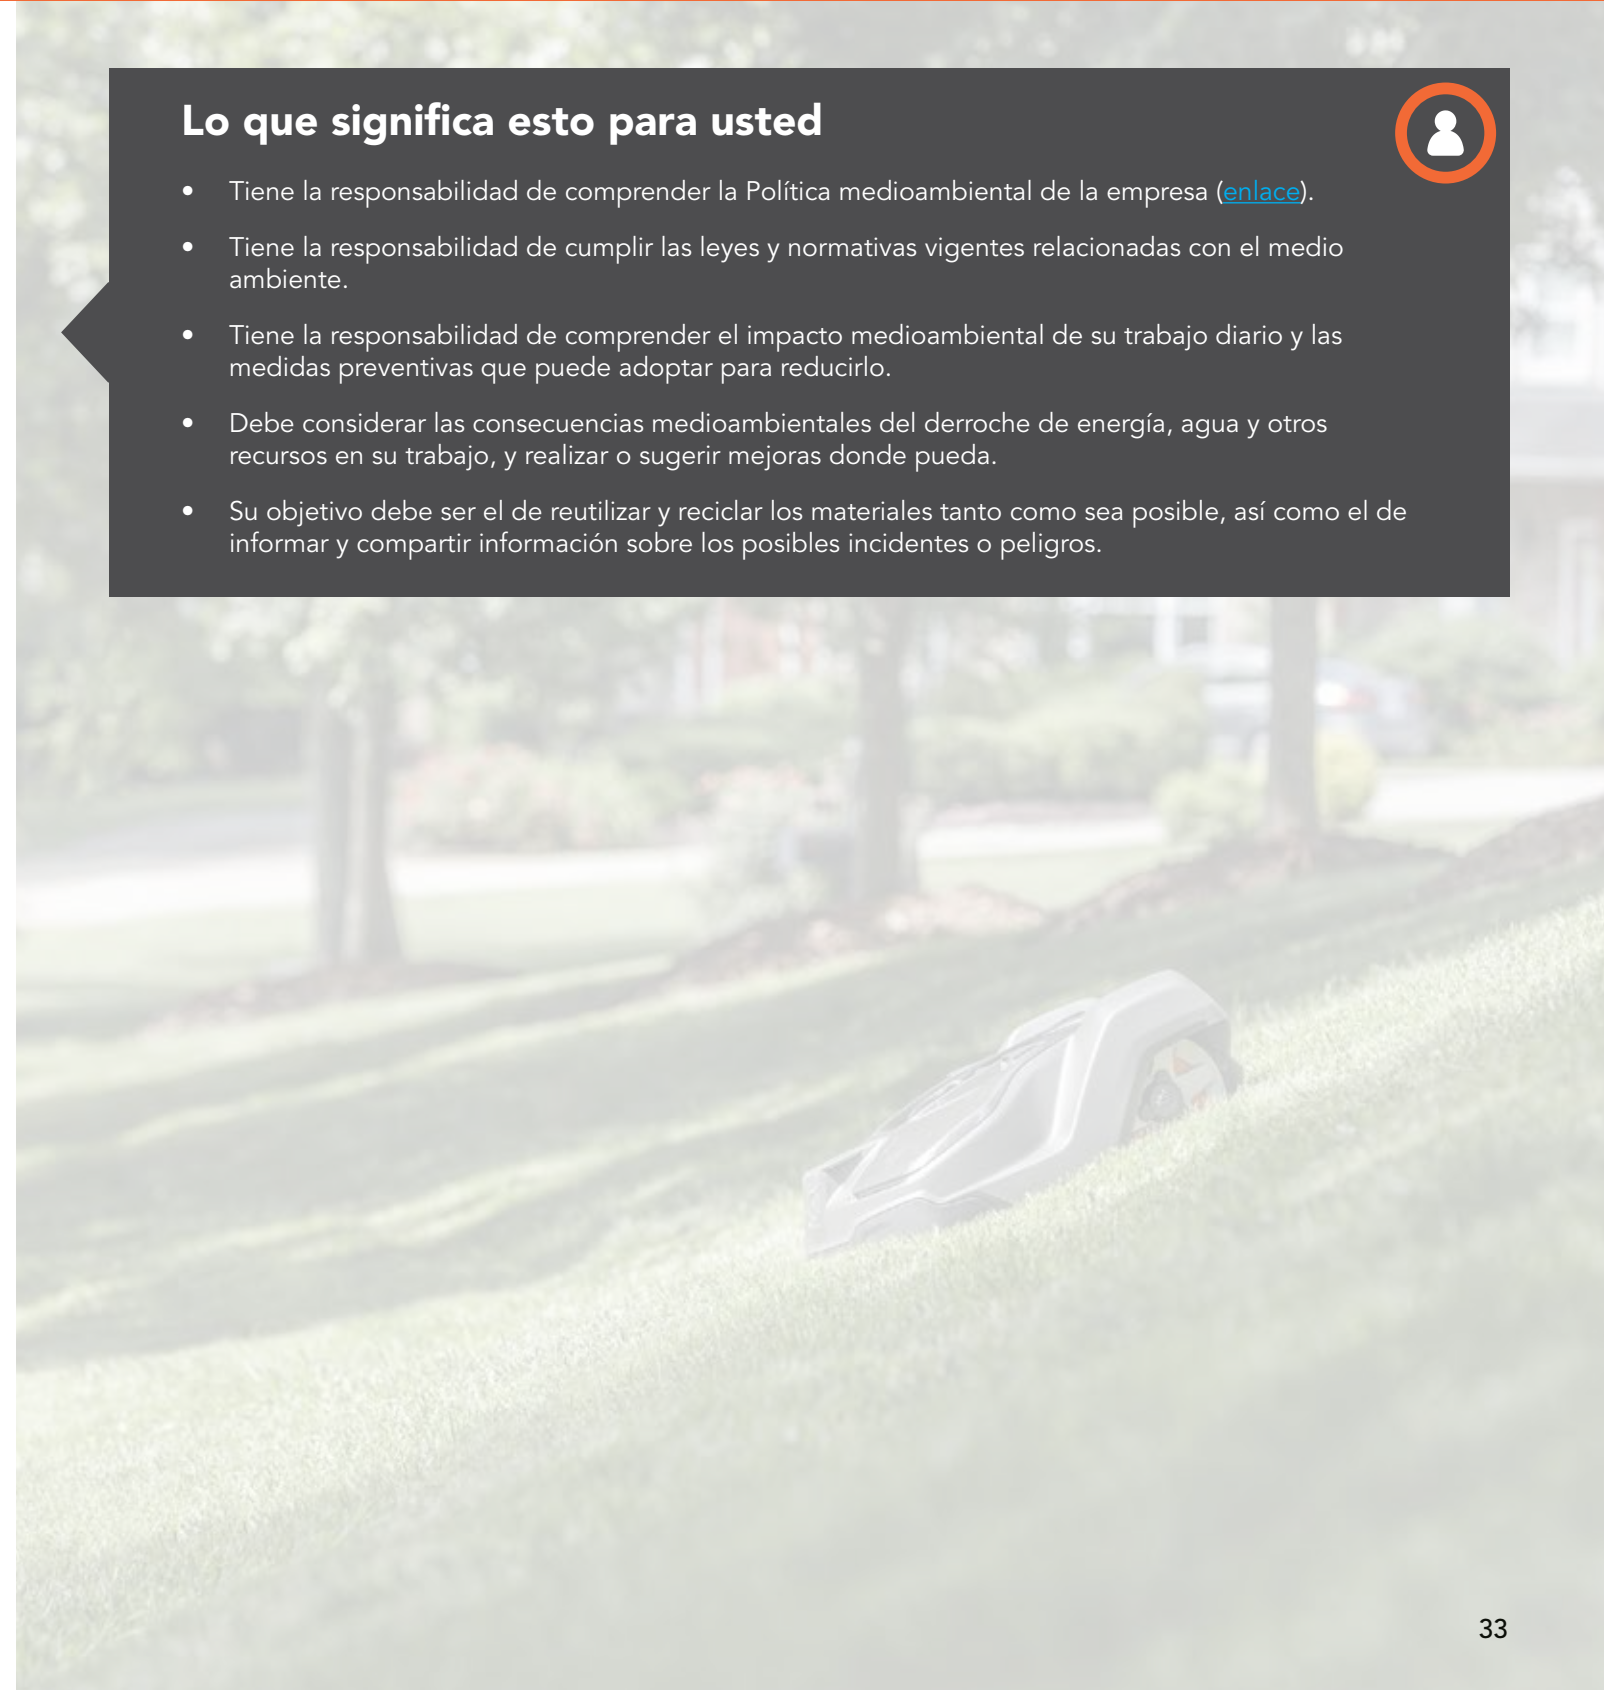 Lo que significa esto para usted
• Tiene la responsabilidad de comprender la Política medioambiental de la empresa (enlace).
• Tiene la responsabilidad de cumplir las leyes y normativas vigentes relacionadas con el medio
ambiente.
• Tiene la responsabilidad de comprender el impacto medioambiental de su trabajo diario y las
medidas preventivas que puede adoptar para reducirlo.
• Debe considerar las consecuencias medioambientales del derroche de energía, agua y otros
recursos en su trabajo, y realizar o sugerir mejoras donde pueda.
• Su objetivo debe ser el de reutilizar y reciclar los materiales tanto como sea posible, así como el de
informar y compartir información sobre los posibles incidentes o peligros.
33